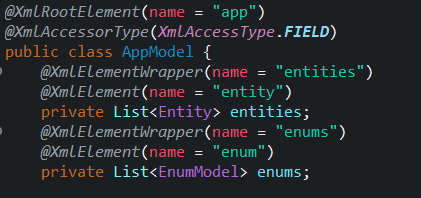 @XmlRootElement(name = "app")
@XmlAccessorType(XmlAccessType.FIELD)
public class AppModel {
    @XmlElementWrapper(name = "entities")
    @XmlElement(name = "entity")
    private List<Entity> entities;
    @XmlElementWrapper(name = "enums")
    @XmlElement(name = "enum")
    private List<EnumModel> enums;